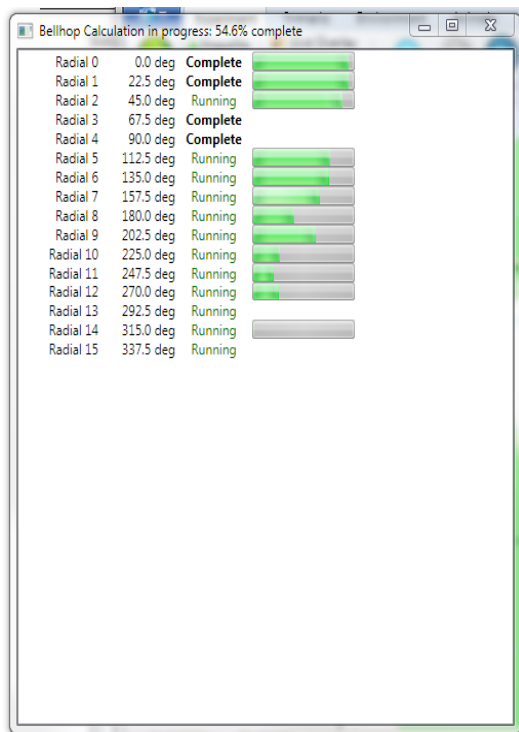 Bellhop Calculation in progress: 54.6% complete
Radial 0 0.0 deg Complete
Radial 1 22.5 deg Complete
Radial 2 45.0 deg Running
Radial 3 67.5 deg Complete
Radial 4 90.0 deg Complete
Radial 5 112.5 deg Running
Radial 6 135.0 deg Running
Radial 7 157.5 deg Running
Radial 8 180.0 deg Running
Radial 9 202.5 deg Running
Radial 10 225.0 deg Running
Radial 11 247.5 deg Running
Radial 12 270.0 deg Running
Radial 13 292.5 deg Running
Radial 14 315.0 deg Running
Radial 15 337.5 deg Running